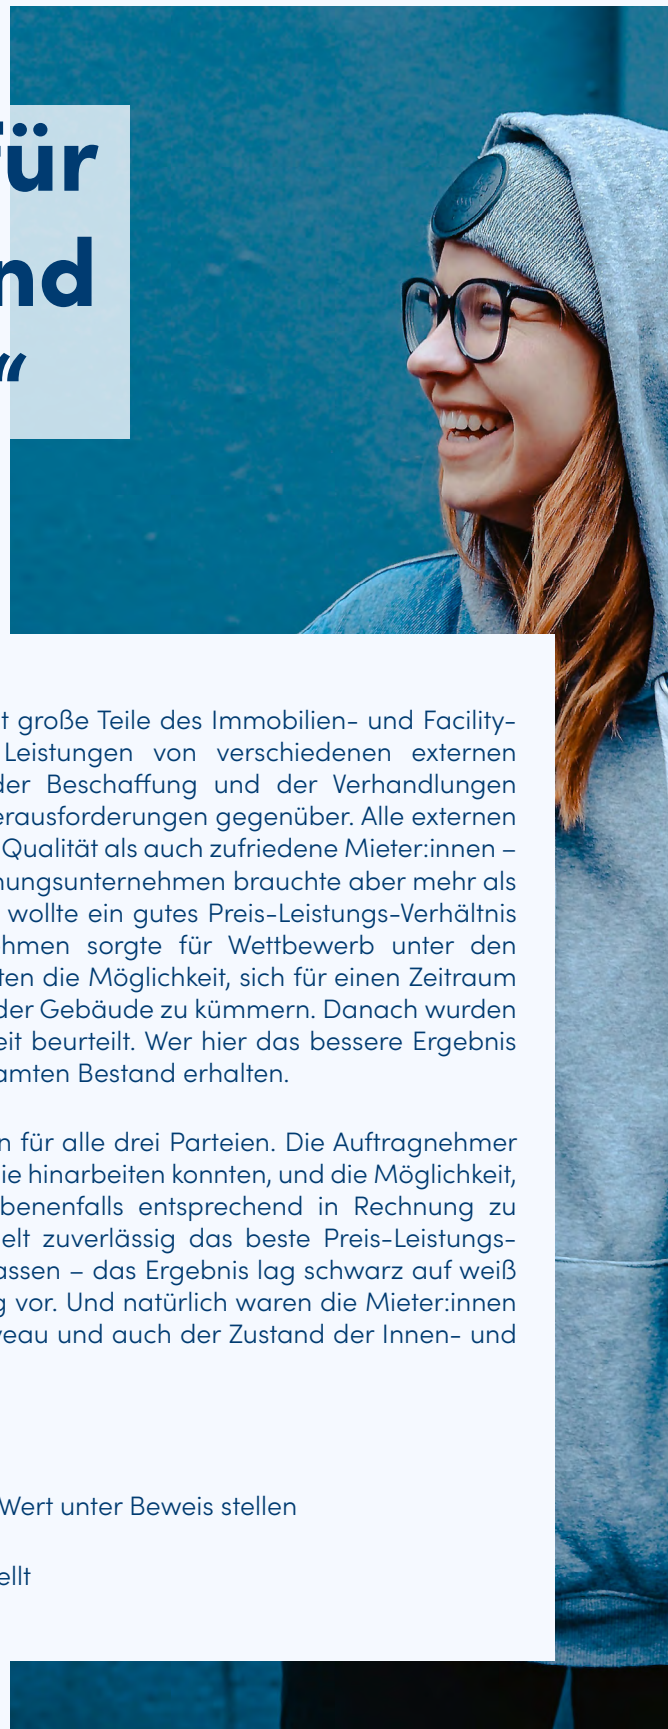 für
nd
“
t große Teile des Immobilien- und Facility-
Leistungen von verschiedenen externen
der Beschaffung und der Verhandlungen
erausforderungen gegenüber. Alle externen
Qualität als auch zufriedene Mieter:innen –
nungsunternehmen brauchte aber mehr als
wollte ein gutes Preis-Leistungs-Verhältnis
hmen sorgte für Wettbewerb unter den
ten die Möglichkeit, sich für einen Zeitraum
der Gebäude zu kümmern. Danach wurden
eit beurteilt. Wer hier das bessere Ergebnis
amten Bestand erhalten.
n für alle drei Parteien. Die Auftragnehmer
ie hinarbeiten konnten, und die Möglichkeit,
benenfalls entsprechend in Rechnung zu
elt zuverlässig das beste Preis-Leistungs-
assen – das Ergebnis lag schwarz auf weiß
g vor. Und natürlich waren die Mieter:innen
veau und auch der Zustand der Innen- und
Wert unter Beweis stellen
ellt